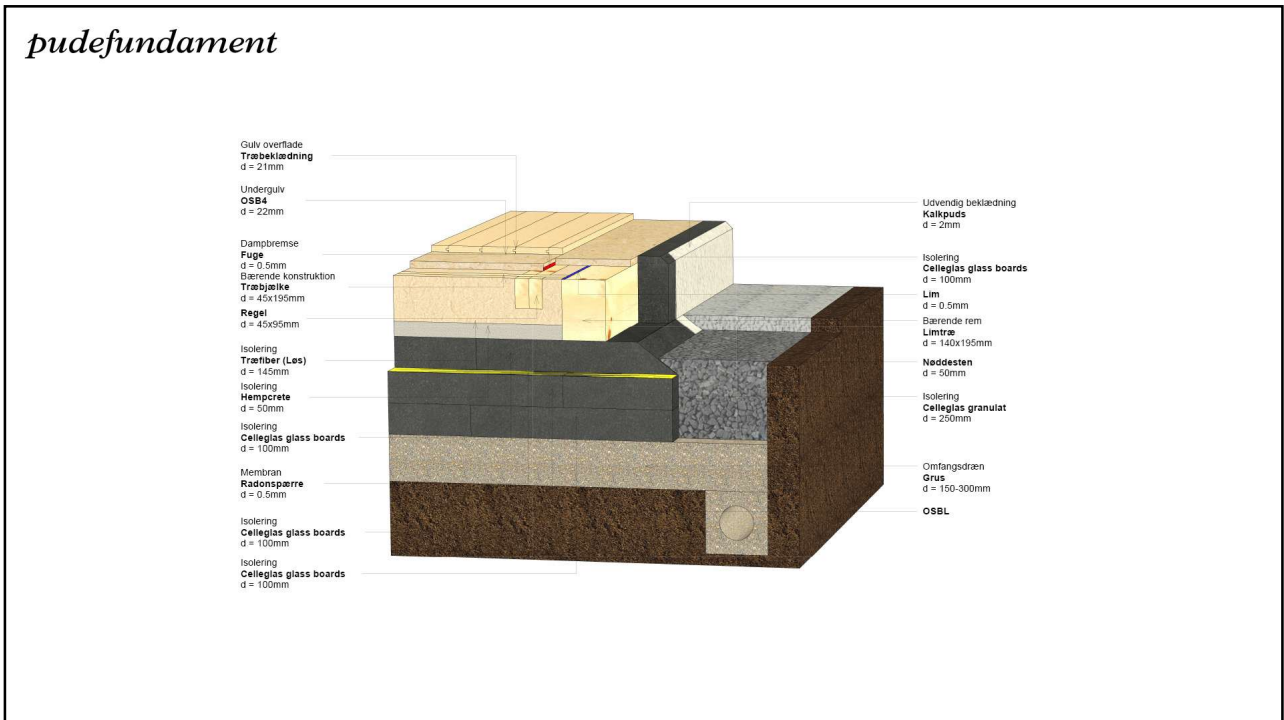 pudefundament
Gulv overflade
Træbeklædning
d = 21mm
Undergulv
OSB4
d = 22mm
Dampbremse
Fuge
d = 0.5mm
Bærende konstruktion
Træbjælke
d = 45x195mm
Regel
d = 45x95mm
Isolering
Træfiber (Løs)
d = 145mm
Isolering
Hempcrete
d = 50mm
Isolering
Celleglas glass boards
d = 100mm
Membran
Radonspærre
d = 0.5mm
Isolering
Celleglas glass boards
d = 100mm
Isolering
Celleglas glass boards
d = 100mm
Udvendig beklædning
Kalkpuds
d = 2mm
Isolering
Celleglas glass boards
d = 100mm
Lim
d = 0.5mm
Bærende rem
Limtræ
d = 140x195mm
Nøddesten
d = 50mm
Isolering
Celleglas granulat
d = 250mm
Omfangsdræn
Grus
d = 150-300mm
OSBL